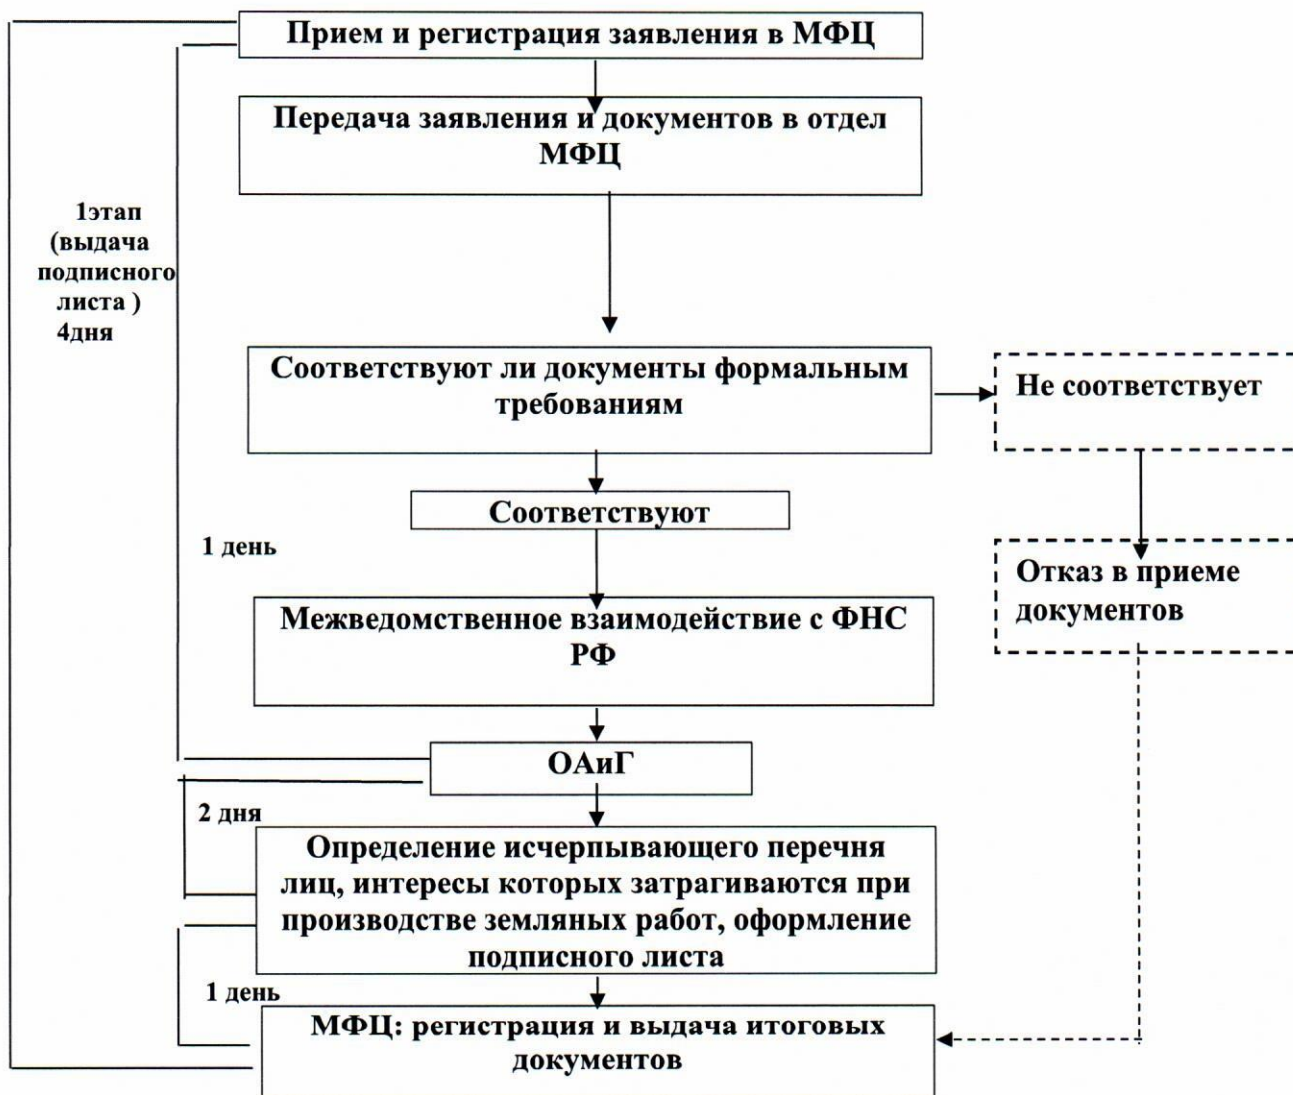 Прием и регистрация заявления в МФЦ
Передача заявления и документов в отдел
МФЦ
1этап
(выдача
подписного
листа )
4дня
Соответствуют ли документы формальным
требованиям
Не соответствует
Соответствуют
1 день
Отказ в приеме
документов
Межведомственное взаимодействие с ФНС
РФ
ОАиГ
2 дня
Определение исчерпывающего перечня
лиц, интересы которых затрагиваются при
производстве земляных работ, оформление
подписного листа
1 день
МФЦ: регистрация и выдача итоговых
документов